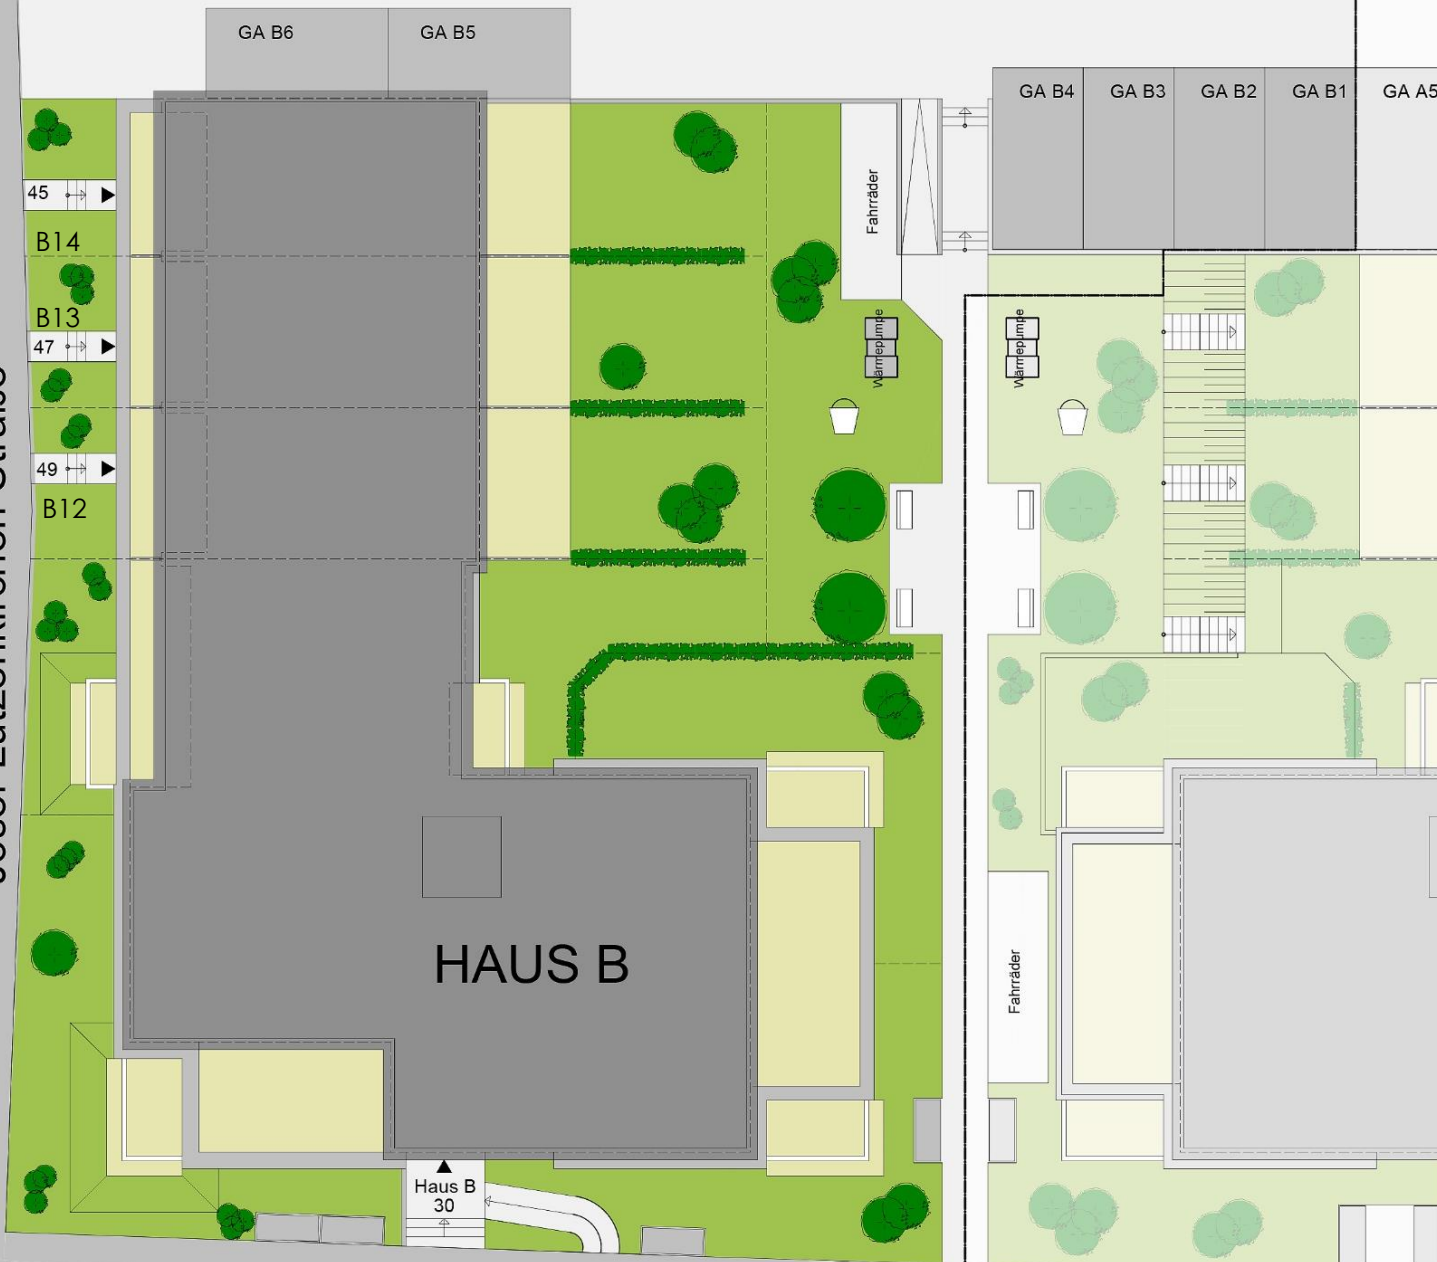 GA B6
GA B5
GA B4
GA B3
GA B2
GA B1
GA A5
Fahrräder
45
B14
B13
47
Wärmepumpe
Wärmepumpe
49
B12
HAUS B
Fahrräder
Haus B
30